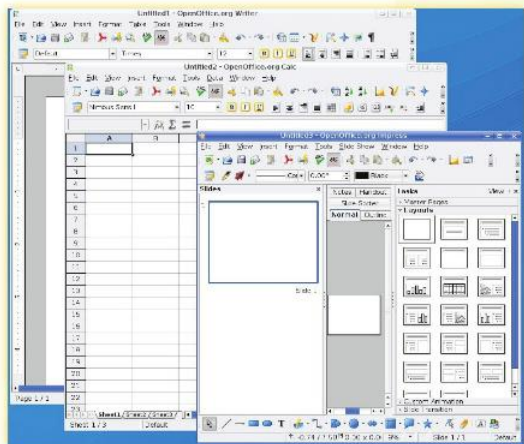 Untitled1 - OpenOffice.org Writer
File Edit View Insert Format Table Tools Window Help
Default Times 12
Untitled2 - OpenOffice.org Calc
File Edit View Insert Format Tools Data Window Help
Nimbus Sans L 10
A B
1
2
3
4
5
6
7
8
9
10
11
12
13
14
15
16
17
18
19
20
21
22
23
Sheet1 Sheet2 Sheet3
Sheet 1 / 3 Default
Page 1 / 1
Untitled3 - OpenOffice.org Impress
File Edit View Insert Format Tools Slide Show Window Help
0.00" Black
Slides
Slide 1
Notes Handout
Slide Sorter
Normal Outline
Tasks View
Master Pages
Layouts
Custom Animation
Slide Transition
Slide 1 / 1 Default